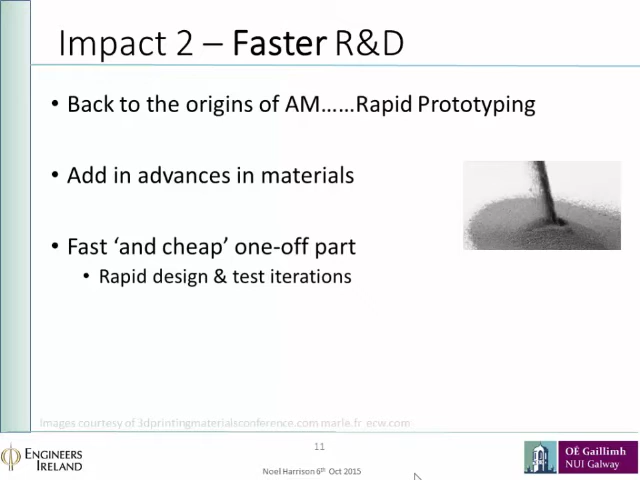 Impact 2 – Faster R&D
• Back to the origins of AM……Rapid Prototyping
• Add in advances in materials
• Fast ‘and cheap’ one-off part
• Rapid design & test iterations
Images courtesy of 3dprintingmaterialsconference.com marle.fr ecw.com
11
ENGINEERS
IRELAND
Noel Harrison 6th Oct 2015
OÉ Gaillimh
NUI Galway